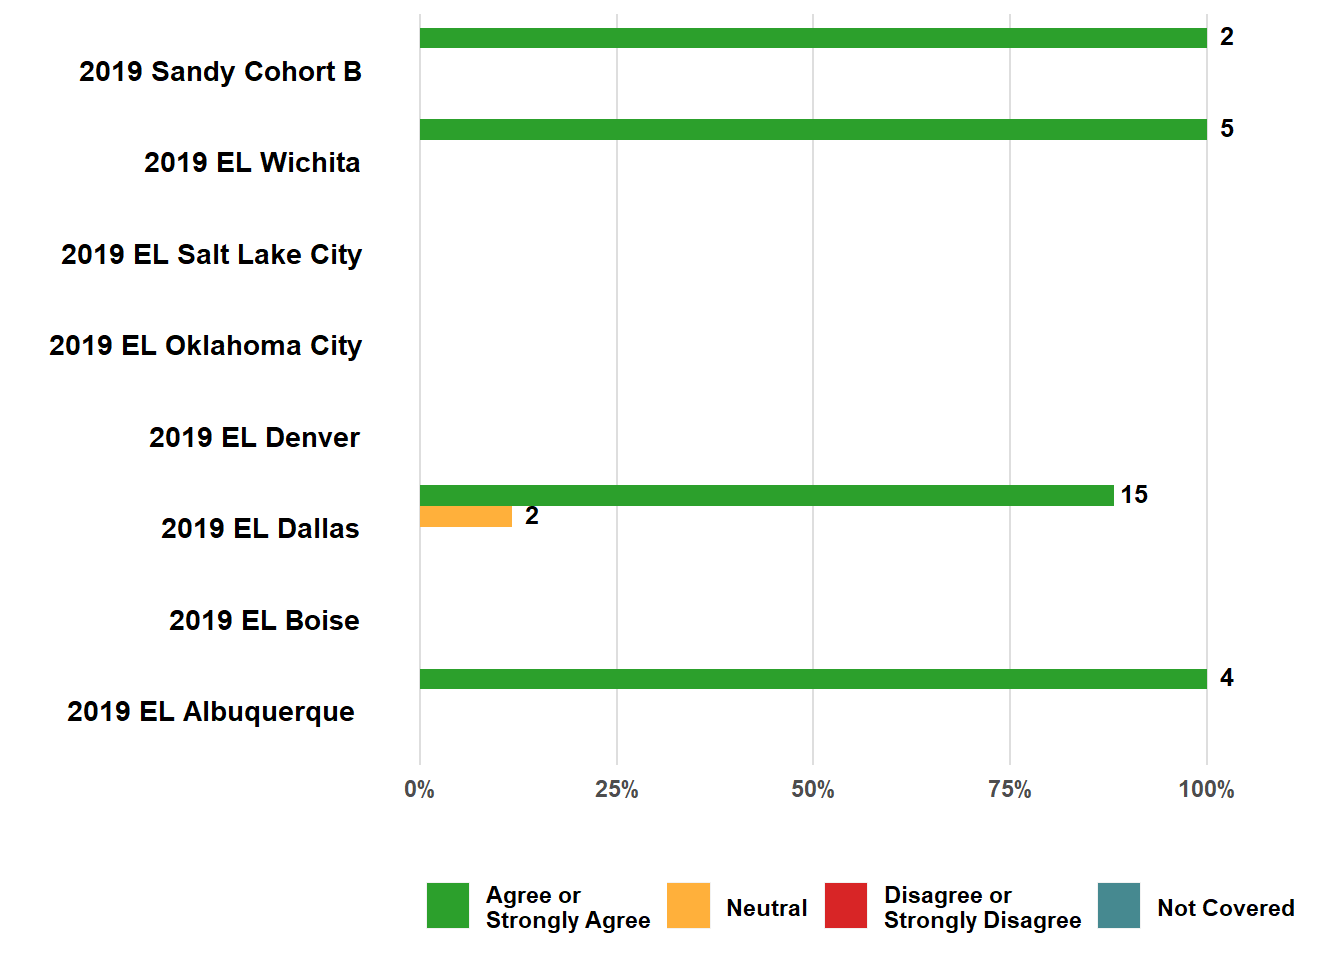 2019 Sandy Cohort B
2
2019 EL Wichita
5
2019 EL Salt Lake City
2019 EL Oklahoma City
2019 EL Denver
2019 EL Dallas
15
2
2019 EL Boise
2019 EL Albuquerque
4
0%
25%
50%
75%
100%
Agree or
Strongly Agree
Neutral
Disagree or
Strongly Disagree
Not Covered